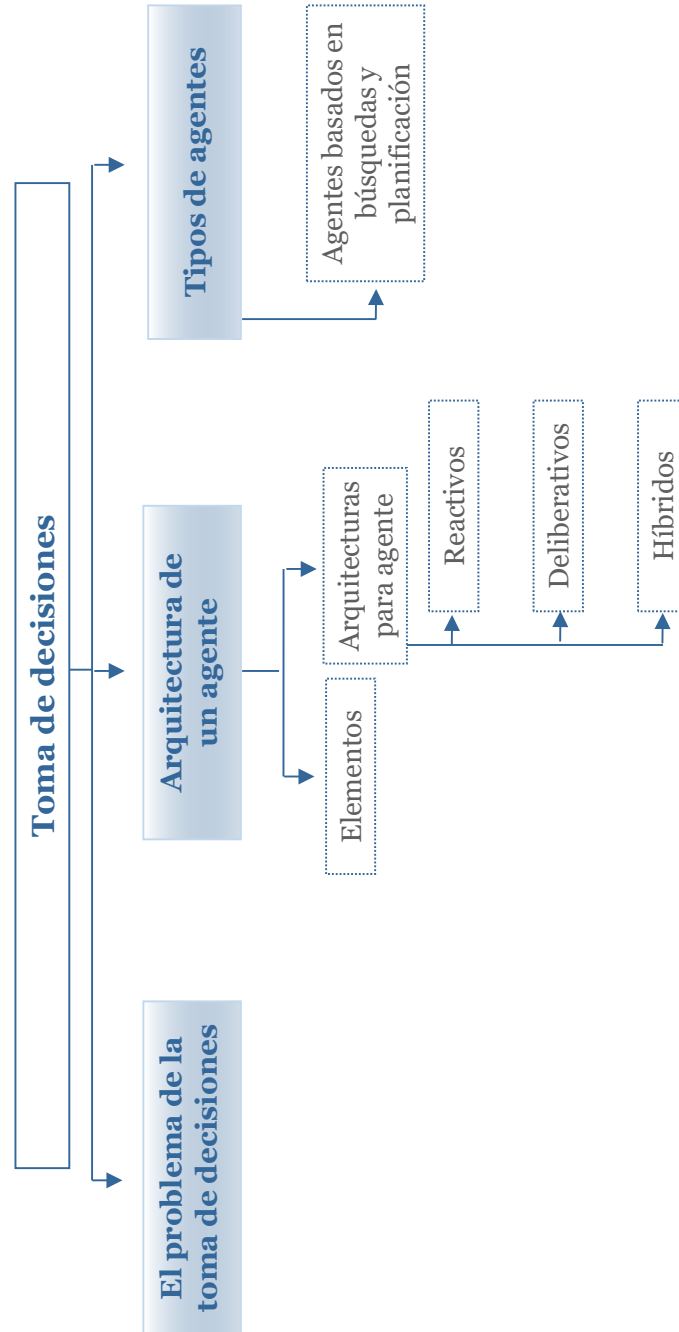 Toma de decisiones
El problema de la
toma de decisiones
Arquitectura de
un agente
Elementos
Arquitecturas
para agente
Reactivos
Deliberativos
Híbridos
Tipos de agentes
Agentes basados en
búsquedas y
planificación